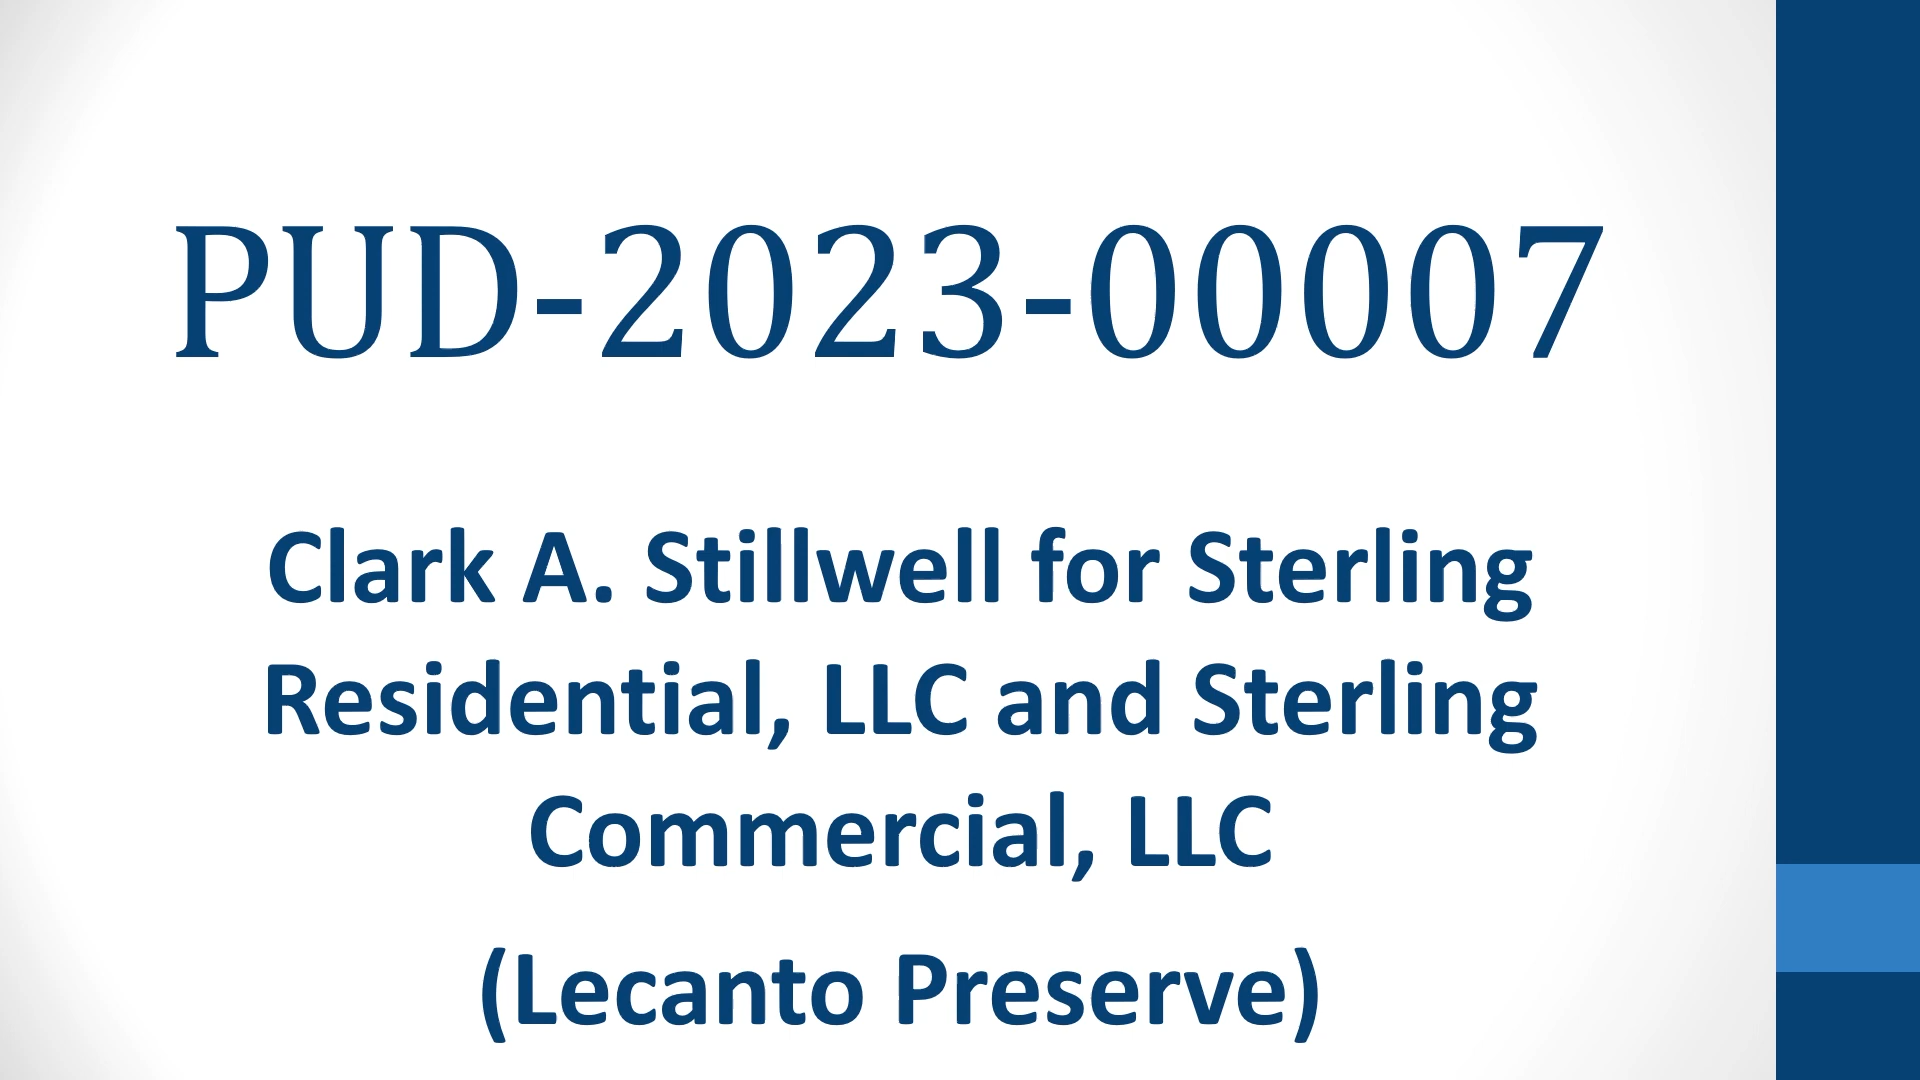 PUD-2023-00007
Clark A. Stillwell for Sterling
Residential, LLC and Sterling
Commercial, LLC
(Lecanto Preserve)